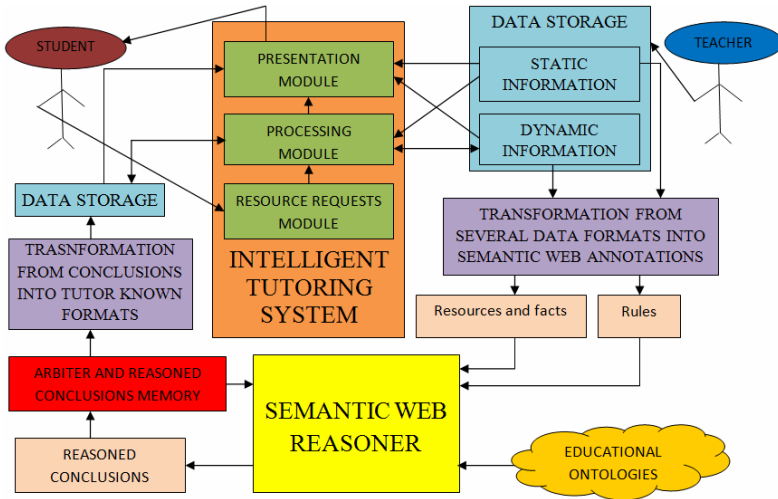 STUDENT
PRESENTATION
MODULE
DATA STORAGE
STATIC
INFORMATION
TEACHER
PROCESSING
MODULE
DYNAMIC
INFORMATION
DATA STORAGE
RESOURCE REQUESTS
MODULE
INTELLIGENT
TUTORING
SYSTEM
TRANSFORMATION FROM
SEVERAL DATA FORMATS INTO
SEMANTIC WEB ANNOTATIONS
TRASNFORMATION
FROM CONCLUSIONS
INTO TUTOR KNOWN
FORMATS
Resources and facts
Rules
ARBITER AND REASONED
CONCLUSIONS MEMORY
SEMANTIC WEB
REASONER
REASONED
CONCLUSIONS
EDUCATIONAL
ONTOLOGIES